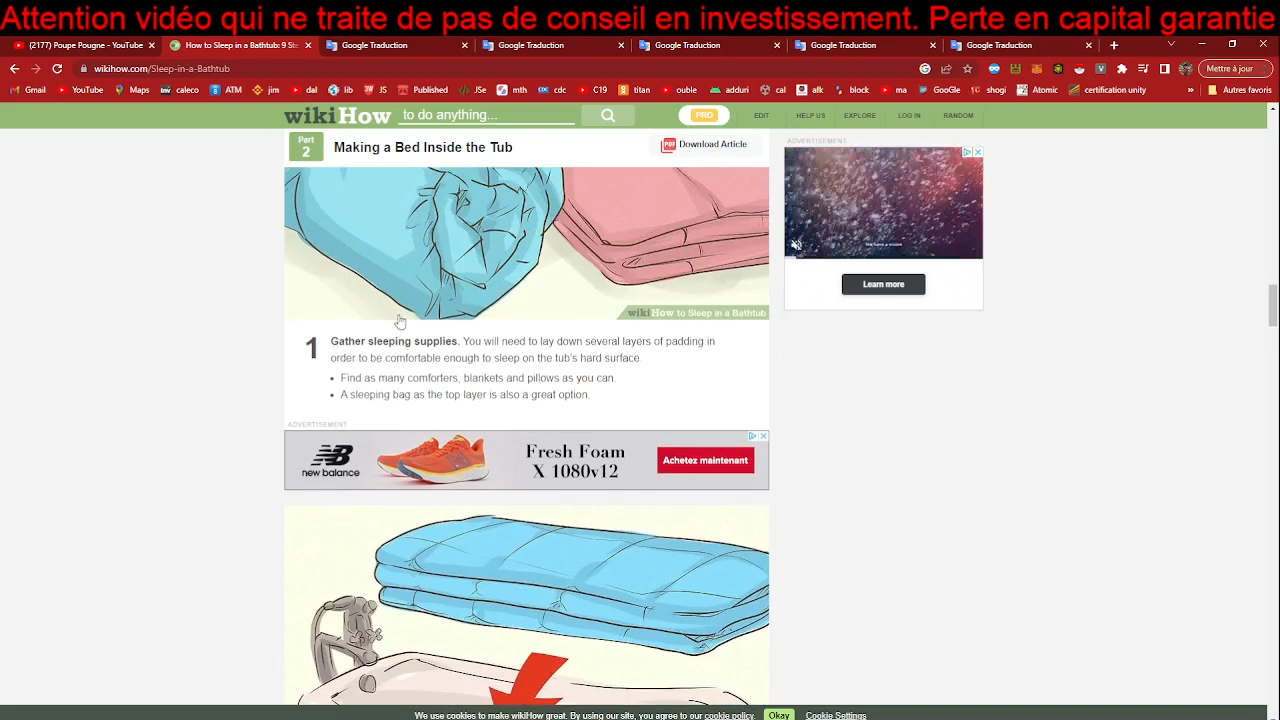 Attention vidéo qui ne traite de pas de conseil en investissement. Perte en capital garantie
(2177) Poupe Pougne - YouTube
How to Sleep in a Bathtub: 9 St
Google Traduction
Google Traduction
Google Traduction
Google Traduction
Google Traduction
wikihow.com/Sleep-in-a-Bathtub
Mettre à jour
Gmail YouTube Maps caleco ATM jim dal lib JS PM JS mth cdc C19 titan ouble adduri cal afk block ma GooGle shogi Atomic certification unity Autres favoris
wikiHow to do anything... PRO EDIT HELP US EXPLORE LOG IN RANDOM
Part
2
Making a Bed Inside the Tub
Download Article
ADVERTISEMENT
We have a vision
Learn more
wikiHow to Sleep in a Bathtub
1 Gather sleeping supplies. You will need to lay down several layers of padding in
order to be comfortable enough to sleep on the tub's hard surface.
• Find as many comforters, blankets and pillows as you can.
• A sleeping bag as the top layer is also a great option.
ADVERTISEMENT
new balance
Fresh Foam
X 1080v12
Achetez maintenant
We use cookies to make wikiHow great. By using our site, you agree to our cookie policy. Okay Cookie Settings